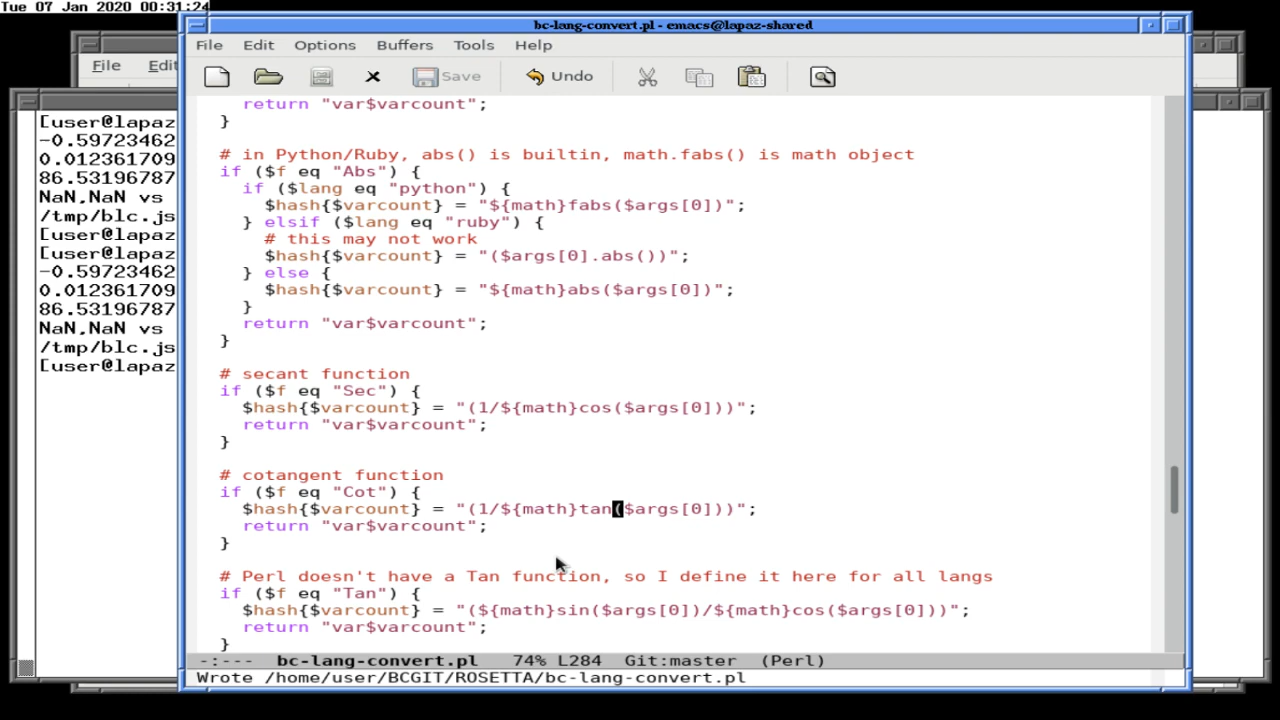 Tue 07 Jan 2020 00:31:24
bc-lang-convert.pl - emacs@lapaz-shared
File Edit Options Buffers Tools Help
File Edit
Save Undo
[user@lapaz
-0.59723462
0.012361709
86.53196787
NaN,NaN vs
/tmp/blc.js
[user@lapaz
[user@lapaz
-0.59723462
0.012361709
86.53196787
NaN,NaN vs
/tmp/blc.js
[user@lapaz
return "var$varcount";
}
# in Python/Ruby, abs() is builtin, math.fabs() is math object
if ($f eq "Abs") {
if ($lang eq "python") {
$hash{$varcount} = "${math}fabs($args[0])";
} elsif ($lang eq "ruby") {
# this may not work
$hash{$varcount} = "($args[0].abs())";
} else {
$hash{$varcount} = "${math}abs($args[0])";
}
return "var$varcount";
}
# secant function
if ($f eq "Sec") {
$hash{$varcount} = "(1/${math}cos($args[0]))";
return "var$varcount";
}
# cotangent function
if ($f eq "Cot") {
$hash{$varcount} = "(1/${math}tan($args[0]))";
return "var$varcount";
}
# Perl doesn't have a Tan function, so I define it here for all langs
if ($f eq "Tan") {
$hash{$varcount} = "(${math}sin($args[0])/${math}cos($args[0]))";
return "var$varcount";
}
-:--- bc-lang-convert.pl 74% L284 Git:master (Perl)
Wrote /home/user/BCGIT/ROSETTA/bc-lang-convert.pl